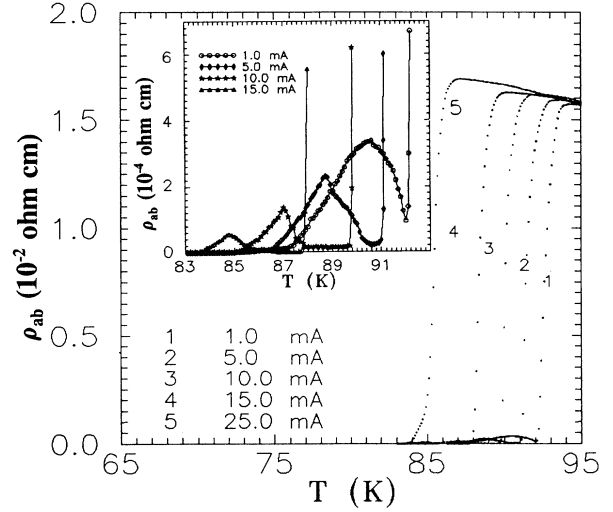 2.0
1.5
1.0
0.5
0.0
ρab (10-2 ohm cm)
65
75
85
95
T (K)
6
4
2
0
ρab (10-4 ohm cm)
83
85
87
89
91
T (K)
1.0 mA
5.0 mA
10.0 mA
15.0 mA
5
4
3
2
1
1 1.0 mA
2 5.0 mA
3 10.0 mA
4 15.0 mA
5 25.0 mA